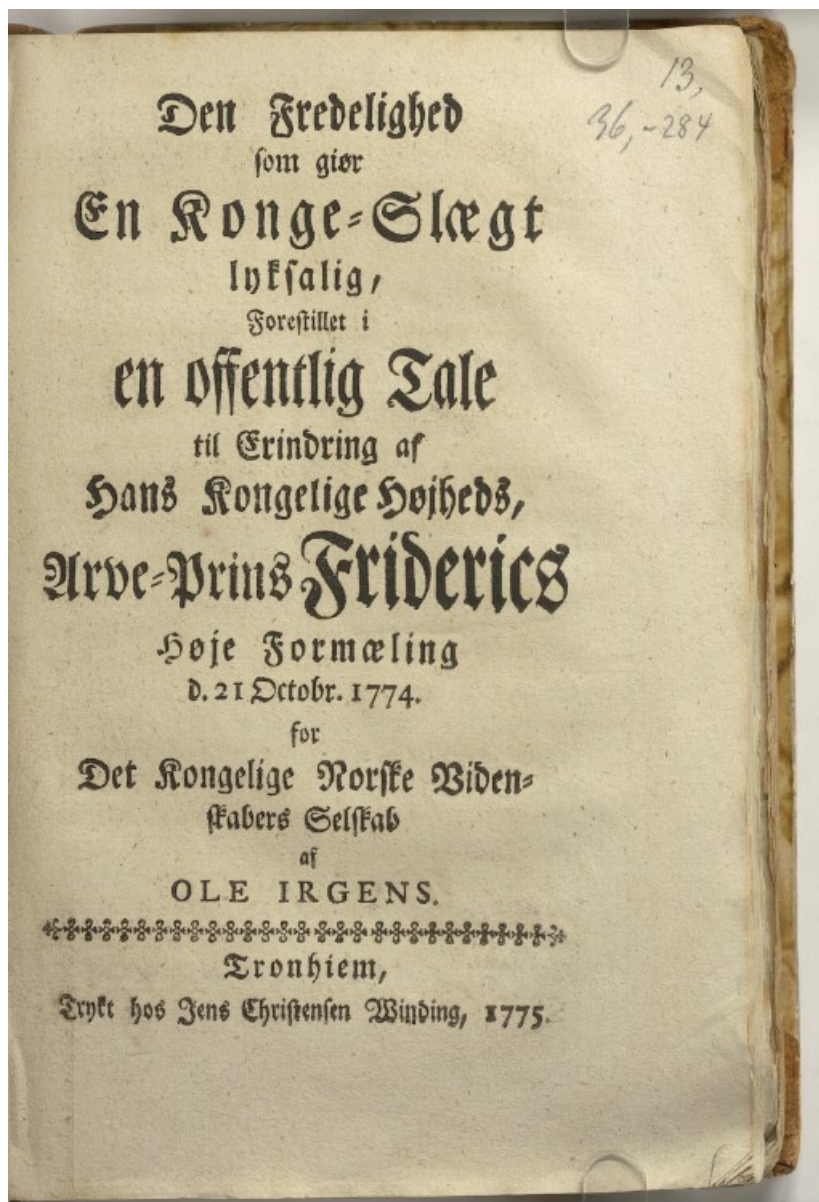 13,
36,-284
Den Fredelighed
som giør
En Konge-Slægt
lyksalig,
Forestillet i
en offentlig Tale
til Erindring af
Hans Kongelige Højheds,
Arve-Prins Friderics
Høje Formæling
d. 21 Octobr. 1774.
for
Det Kongelige Norske Viden-
skabers Selskab
af
OLE IRGENS.
Tronhiem,
Trykt hos Jens Christensen Winding, 1775.